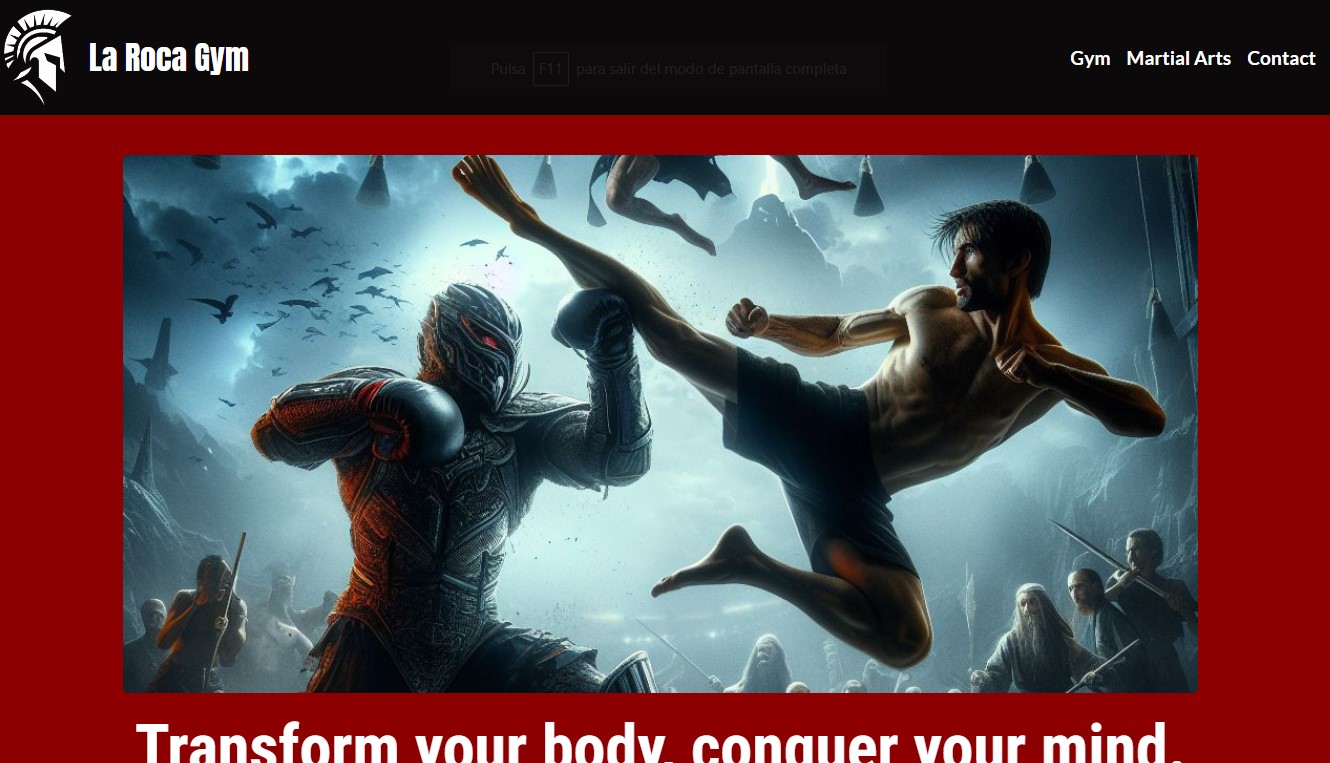 La Roca Gym
Pulsa F11 para salir del modo de pantalla completa
Gym Martial Arts Contact
Transform your body, conquer your mind.